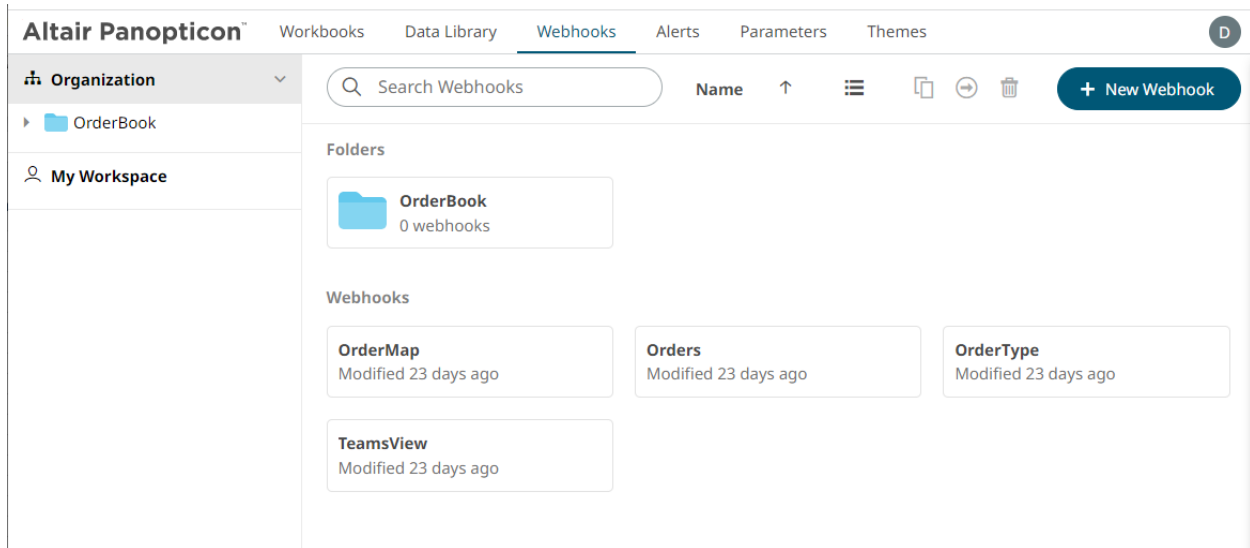 Altair Panopticon™ Workbooks Data Library Webhooks Alerts Parameters Themes D
Organization
OrderBook
My Workspace
Search Webhooks Name + New Webhook
Folders
OrderBook
0 webhooks
Webhooks
OrderMap
Modified 23 days ago
Orders
Modified 23 days ago
OrderType
Modified 23 days ago
TeamsView
Modified 23 days ago